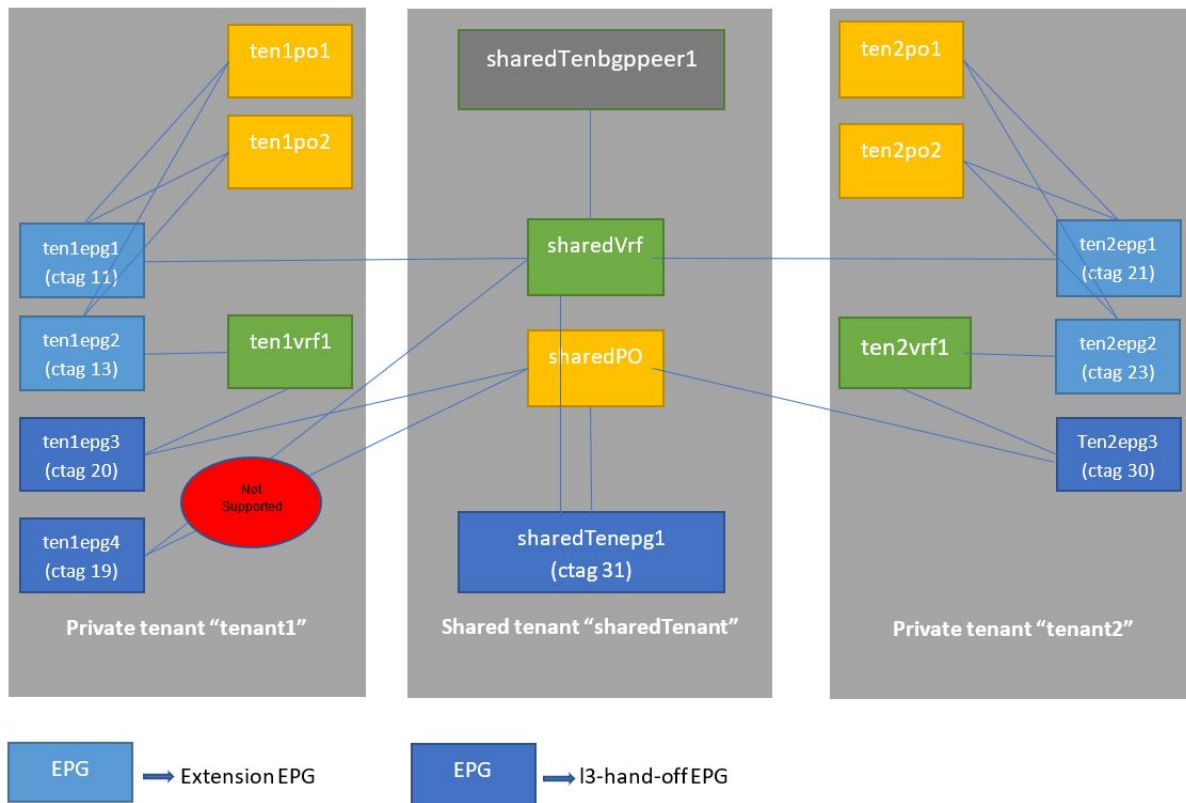 ten1po1
ten1po2
ten1epg1
(ctag 11)
ten1epg2
(ctag 13)
ten1vrf1
ten1epg3
(ctag 20)
Not
Supported
ten1epg4
(ctag 19)
Private tenant “tenant1”
sharedTenbgppeer1
sharedVrf
sharedPO
sharedTenepg1
(ctag 31)
Shared tenant “sharedTenant”
ten2po1
ten2po2
ten2epg1
(ctag 21)
ten2vrf1
ten2epg2
(ctag 23)
Ten2epg3
(ctag 30)
Private tenant “tenant2”
EPG
Extension EPG
EPG
l3-hand-off EPG